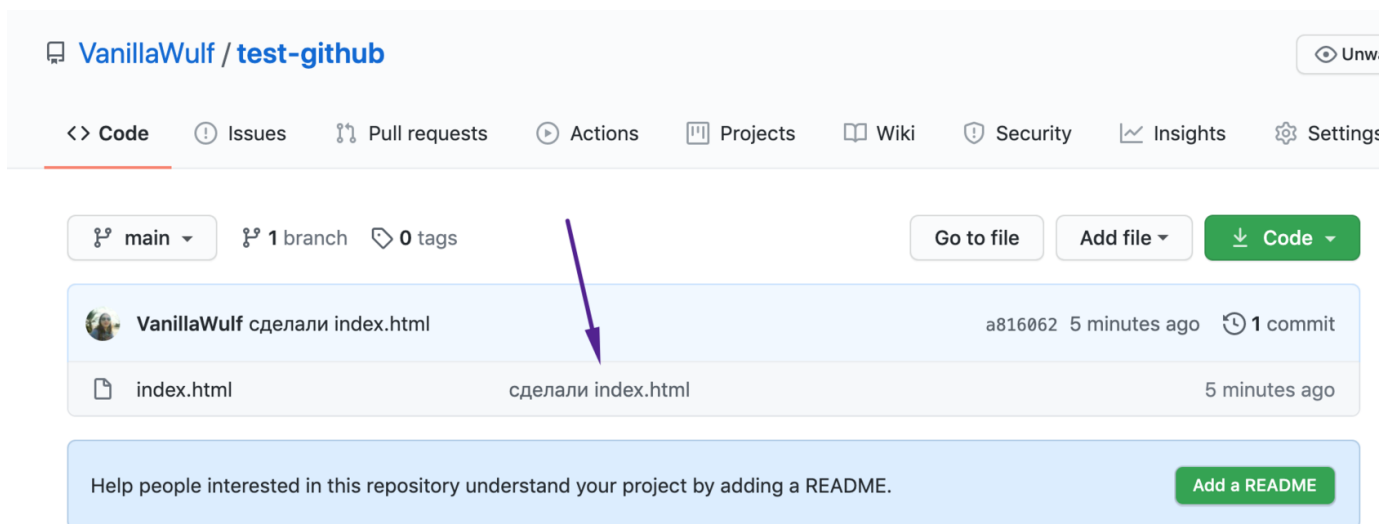 VanillaWulf / test-github
Unwa
Code Issues Pull requests Actions Projects Wiki Security Insights Settings
main 1 branch 0 tags Go to file Add file Code
VanillaWulf сделали index.html a816062 5 minutes ago 1 commit
index.html сделали index.html 5 minutes ago
Help people interested in this repository understand your project by adding a README. Add a README